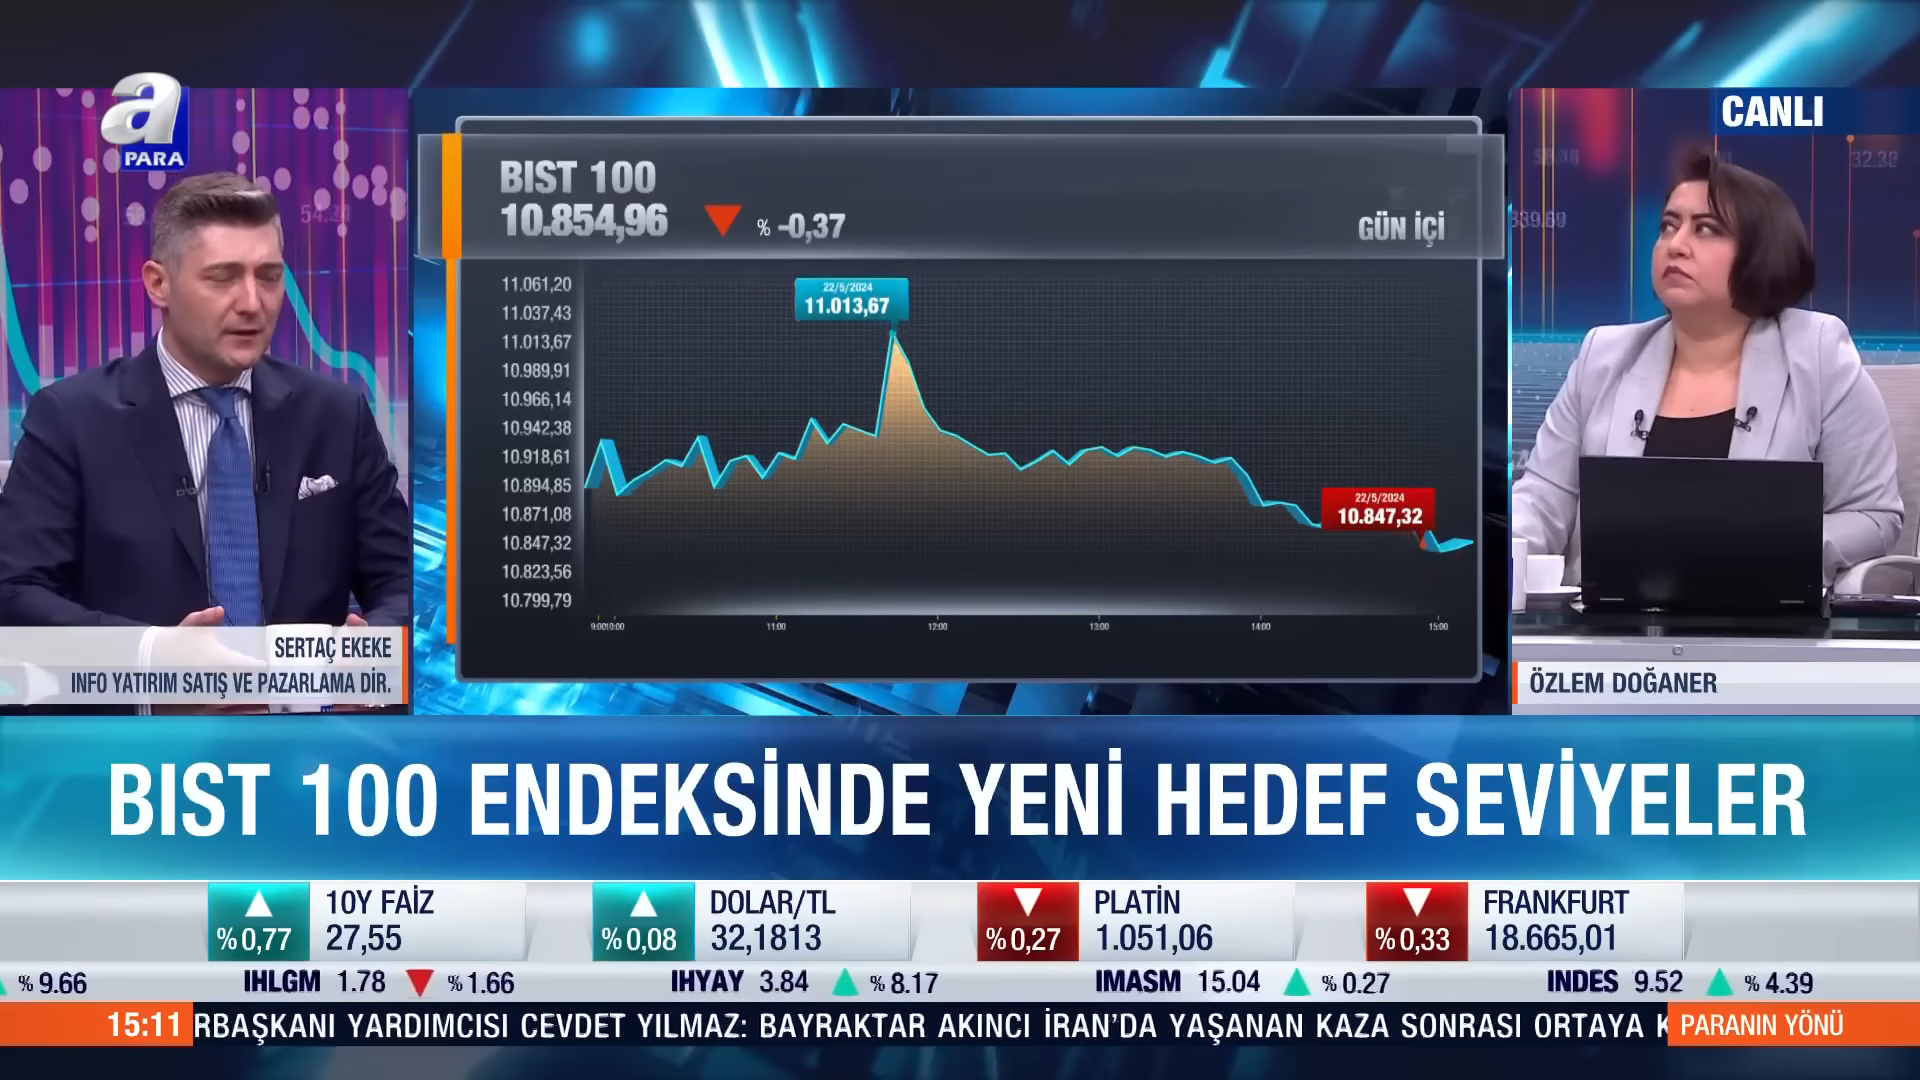 a
PARA
CANLI
BIST 100
10.854,96 % -0,37
GÜN İÇİ
11.061,20
11.037,43
11.013,67
10.989,91
10.966,14
10.942,38
10.918,61
10.894,85
10.871,08
10.847,32
10.823,56
10.799,79
22/5/2024
11.013,67
22/5/2024
10.847,32
11:00 12:00 13:00 14:00 15:00
54.24
32.38
339.69
SERTAÇ EKEKE
INFO YATIRIM SATIŞ VE PAZARLAMA DİR.
ÖZLEM DOĞANER
BIST 100 ENDEKSİNDE YENİ HEDEF SEVİYELER
%0,77 10Y FAİZ 27,55
%0,08 DOLAR/TL 32,1813
%0,27 PLATİN 1.051,06
%0,33 FRANKFURT 18.665,01
% 9.66 IHLGM 1.78 % 1.66 IHYAY 3.84 % 8.17 IMASM 15.04 % 0.27 INDES 9.52 % 4.39
15:11 RBAŞKANI YARDIMCISI CEVDET YILMAZ: BAYRAKTAR AKINCI İRAN'DA YAŞANAN KAZA SONRASI ORTAYA K PARANIN YÖNÜ